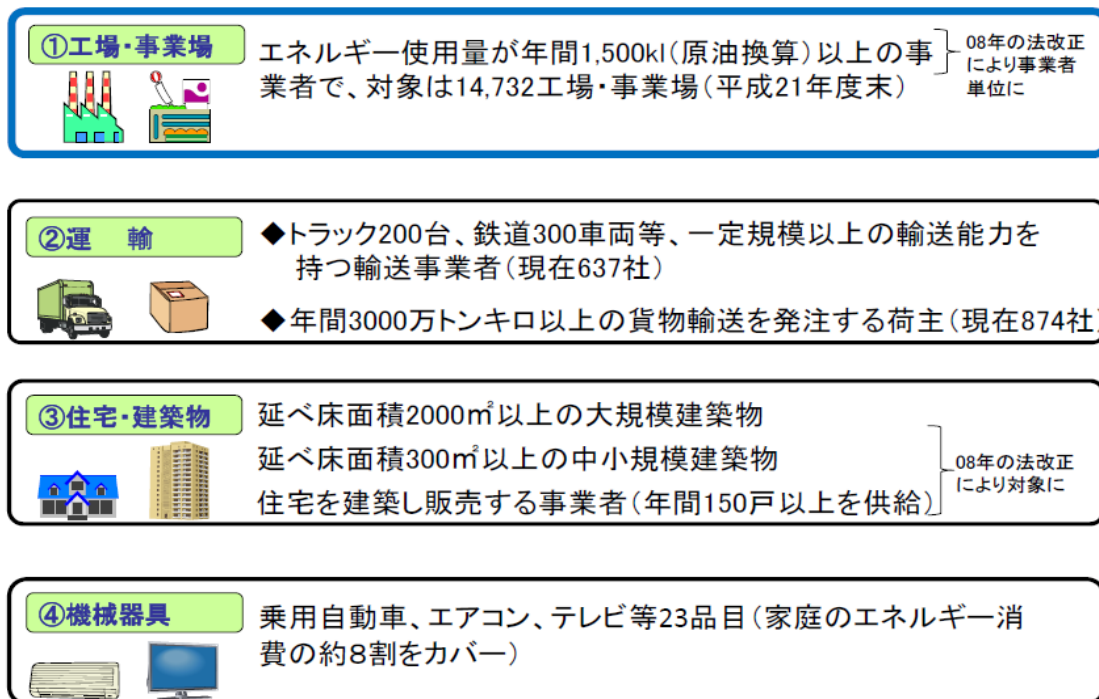 ①工場・事業場
エネルギー使用量が年間1,500kl(原油換算)以上の事
業者で、対象は14,732工場・事業場(平成21年度末)
08年の法改正
により事業者
単位に
②運 輸
◆トラック200台、鉄道300車両等、一定規模以上の輸送能力を
持つ輸送事業者(現在637社)
◆年間3000万トンキロ以上の貨物輸送を発注する荷主(現在874社)
③住宅・建築物
延べ床面積2000㎡以上の大規模建築物
延べ床面積300㎡以上の中小規模建築物
住宅を建築し販売する事業者(年間150戸以上を供給)
08年の法改正
により対象に
④機械器具
乗用自動車、エアコン、テレビ等23品目(家庭のエネルギー消
費の約8割をカバー)